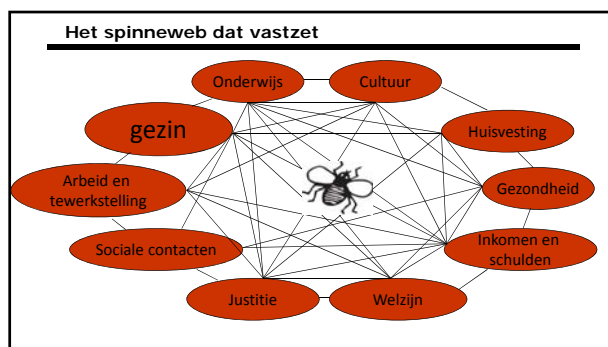 Het spinneweb dat vastzet
Onderwijs
Cultuur
gezin
Huisvesting
Arbeid en
tewerkstelling
Gezondheid
Sociale contacten
Inkomen en
schulden
Justitie
Welzijn